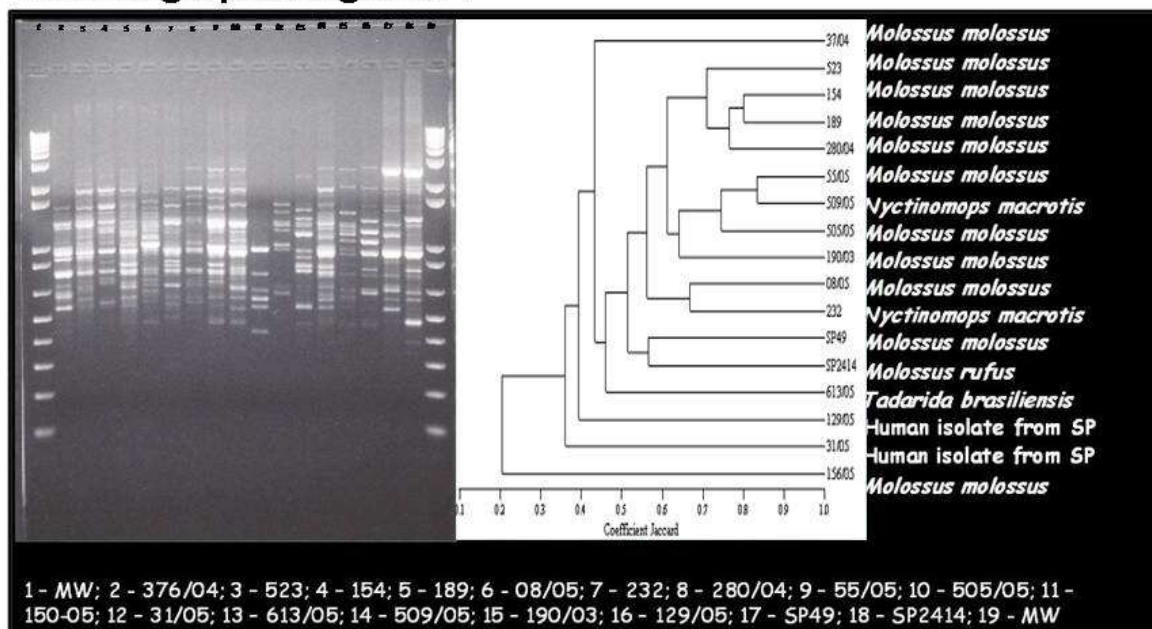 37/04 Molossus molossus
523 Molossus molossus
154 Molossus molossus
189 Molossus molossus
280/04 Molossus molossus
55/05 Molossus molossus
509/05 Nyctinomops macrotis
505/05 Molossus molossus
190/03 Molossus molossus
08/05 Molossus molossus
232 Nyctinomops macrotis
SP49 Molossus molossus
SP2414 Molossus rufus
613/05 Tadarida brasiliensis
129/05 Human isolate from SP
31/05 Human isolate from SP
156/05 Molossus molossus
0.1 0.2 0.3 0.4 0.5 0.6 0.7 0.8 0.9 1.0
Coefficient Jaccard
1 - MW; 2 - 376/04; 3 - 523; 4 - 154; 5 - 189; 6 - 08/05; 7 - 232; 8 - 280/04; 9 - 55/05; 10 - 505/05; 11 -
150-05; 12 - 31/05; 13 - 613/05; 14 - 509/05; 15 - 190/03; 16 - 129/05; 17 - SP49; 18 - SP2414; 19 - MW